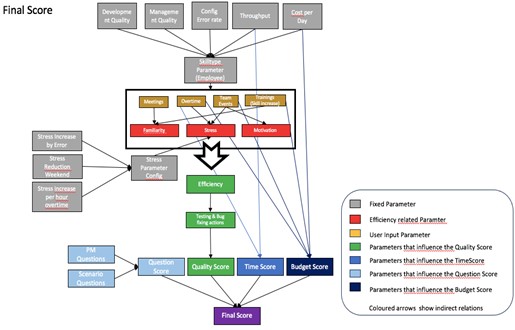 Final Score
Developme
nt Quality
Manageme
nt Quality
Config
Error rate
Throughput
Cost per
Day
Skilltype
Parameter
(Employee)
Meetings
Overtime
Team
Events
Trainings
(Skill increase)
Familiarity
Stress
Motivation
Stress Increase
by Error
Stress
Reduction
Weekend
Stress increase
per hour
overtime
Stress
Parameter
Config
Efficiency
Testing & Bug
fixing actions
PM
Questions
Scenario
Questions
Question Score
Quality Score
Time Score
Budget Score
Final Score
Fixed Parameter
Efficiency related Paramter
User Input Parameter
Parameters that influence the Quality Score
Parameters that influence the TimeScore
Parameters that influence the Question Score
Parameters that influence the Budget Score
Coloured arrows show indirect relations